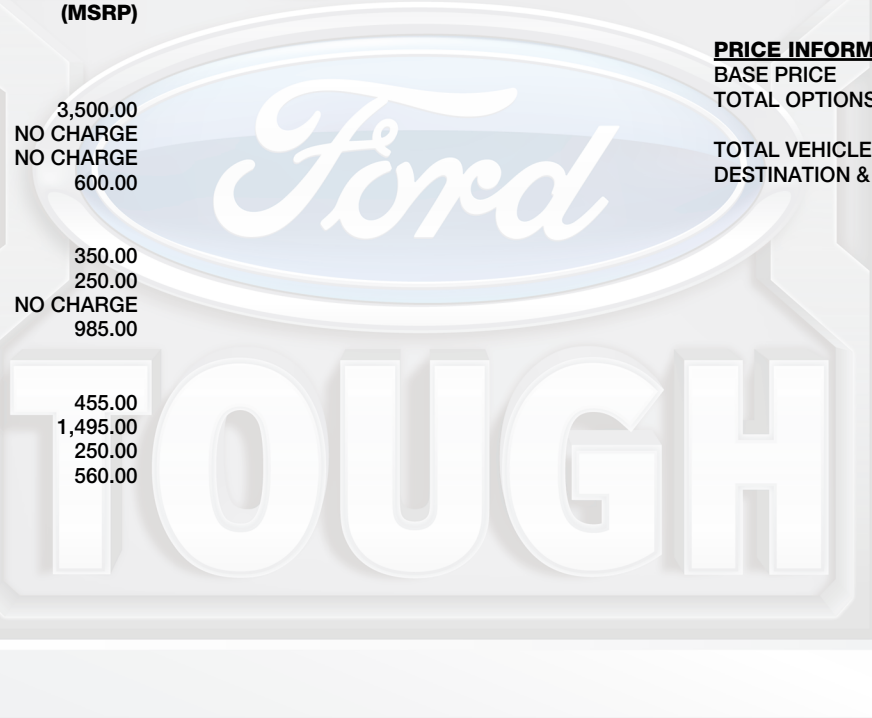 (MSRP)
3,500.00
NO CHARGE
NO CHARGE
600.00
350.00
250.00
NO CHARGE
985.00
455.00
1,495.00
250.00
560.00
PRICE INFORM
BASE PRICE
TOTAL OPTIONS
TOTAL VEHICLE
DESTINATION &
Ford
TOUGH